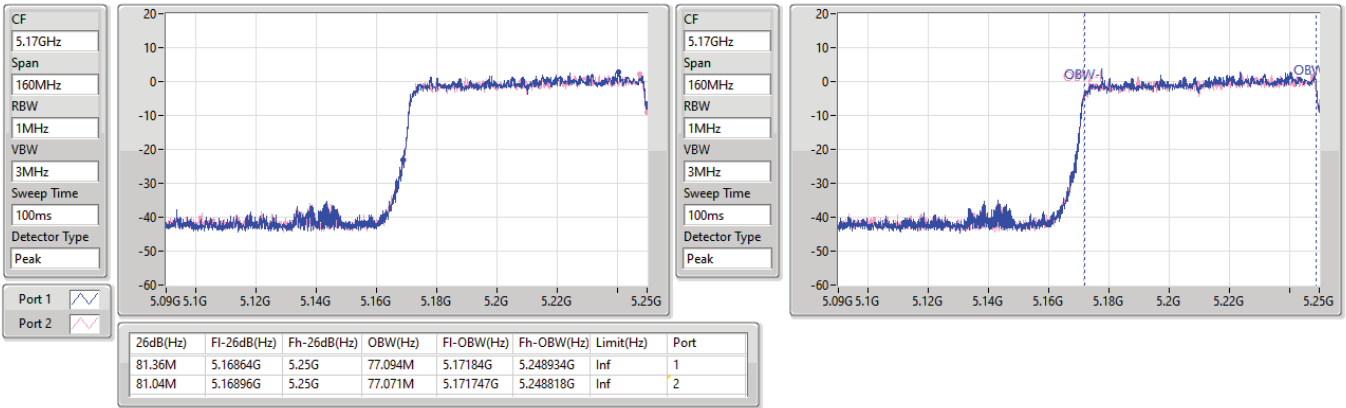 CF
5.17GHz
Span
160MHz
RBW
1MHz
VBW
3MHz
Sweep Time
100ms
Detector Type
Peak
Port 1
Port 2
20
10
0
-10
-20
-30
-40
-50
-60
5.09G 5.1G 5.12G 5.14G 5.16G 5.18G 5.2G 5.22G 5.25G
CF
5.17GHz
Span
160MHz
RBW
1MHz
VBW
3MHz
Sweep Time
100ms
Detector Type
Peak
20
10
0
-10
-20
-30
-40
-50
-60
OBW-l OBW
5.09G 5.1G 5.12G 5.14G 5.16G 5.18G 5.2G 5.22G 5.25G
26dB(Hz) Fl-26dB(Hz) Fh-26dB(Hz) OBW(Hz) Fl-OBW(Hz) Fh-OBW(Hz) Limit(Hz) Port
81.36M 5.16864G 5.25G 77.094M 5.17184G 5.248934G Inf 1
81.04M 5.16896G 5.25G 77.071M 5.171747G 5.248818G Inf 2